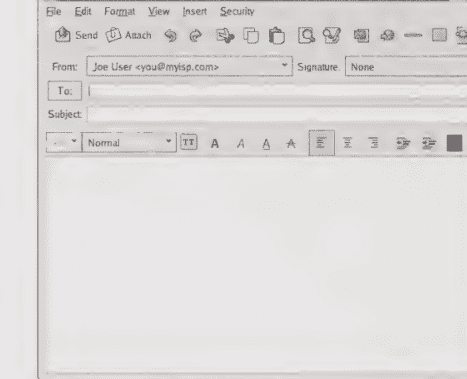 File Edit Format View Insert Security
Send Attach
From: Joe User <you@myisp.com> Signature None
To:
Subject:
Normal TT A A A A